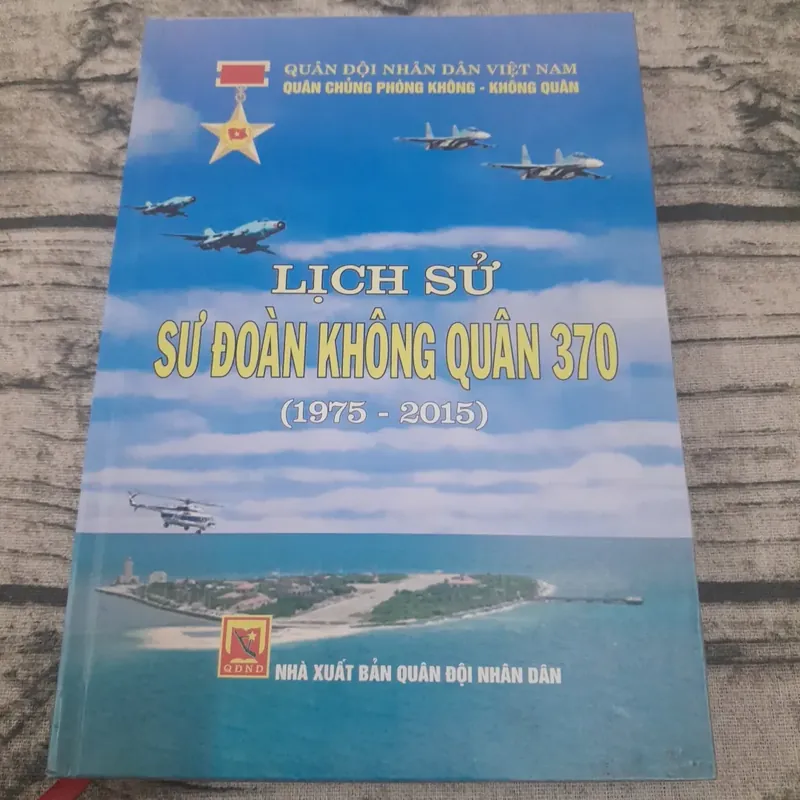 QUÂN ĐỘI NHÂN DÂN VIỆT NAM
QUÂN CHỦNG PHÒNG KHÔNG - KHÔNG QUÂN
LỊCH SỬ
SƯ ĐOÀN KHÔNG QUÂN 370
(1975 - 2015)
QĐND
NHÀ XUẤT BẢN QUÂN ĐỘI NHÂN DÂN